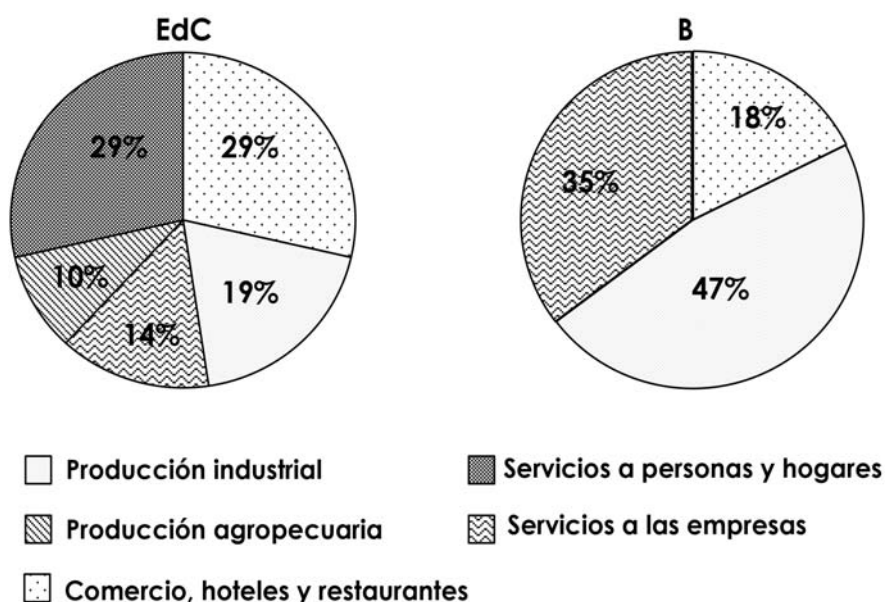 EdC
B
29%
29%
10%
19%
14%
18%
35%
47%
Producción industrial
Servicios a personas y hogares
Producción agropecuaria
Servicios a las empresas
Comercio, hoteles y restaurantes